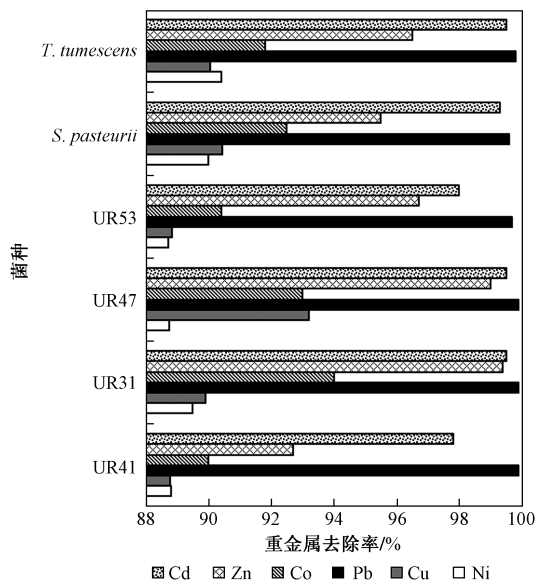 T. tumescens
S. pasteurii
UR53
UR47
UR31
UR41
菌种
88 90 92 94 96 98 100
重金属去除率/%
Cd Zn Co Pb Cu Ni